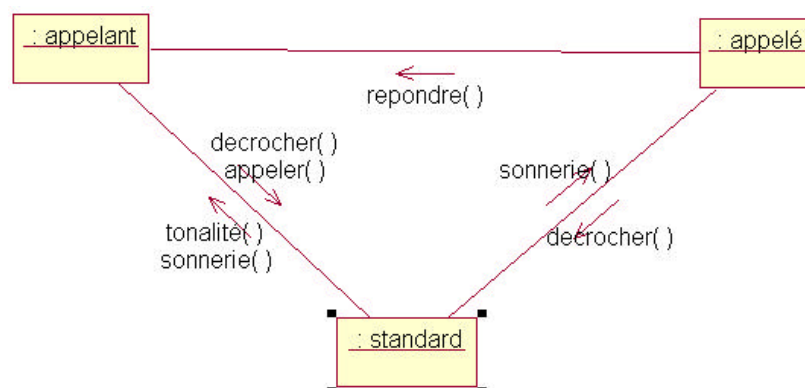 : appelant
: appelé
repondre( )
decrocher( )
appeler( )
sonnerie( )
tonalité( )
sonnerie( )
decrocher( )
: standard